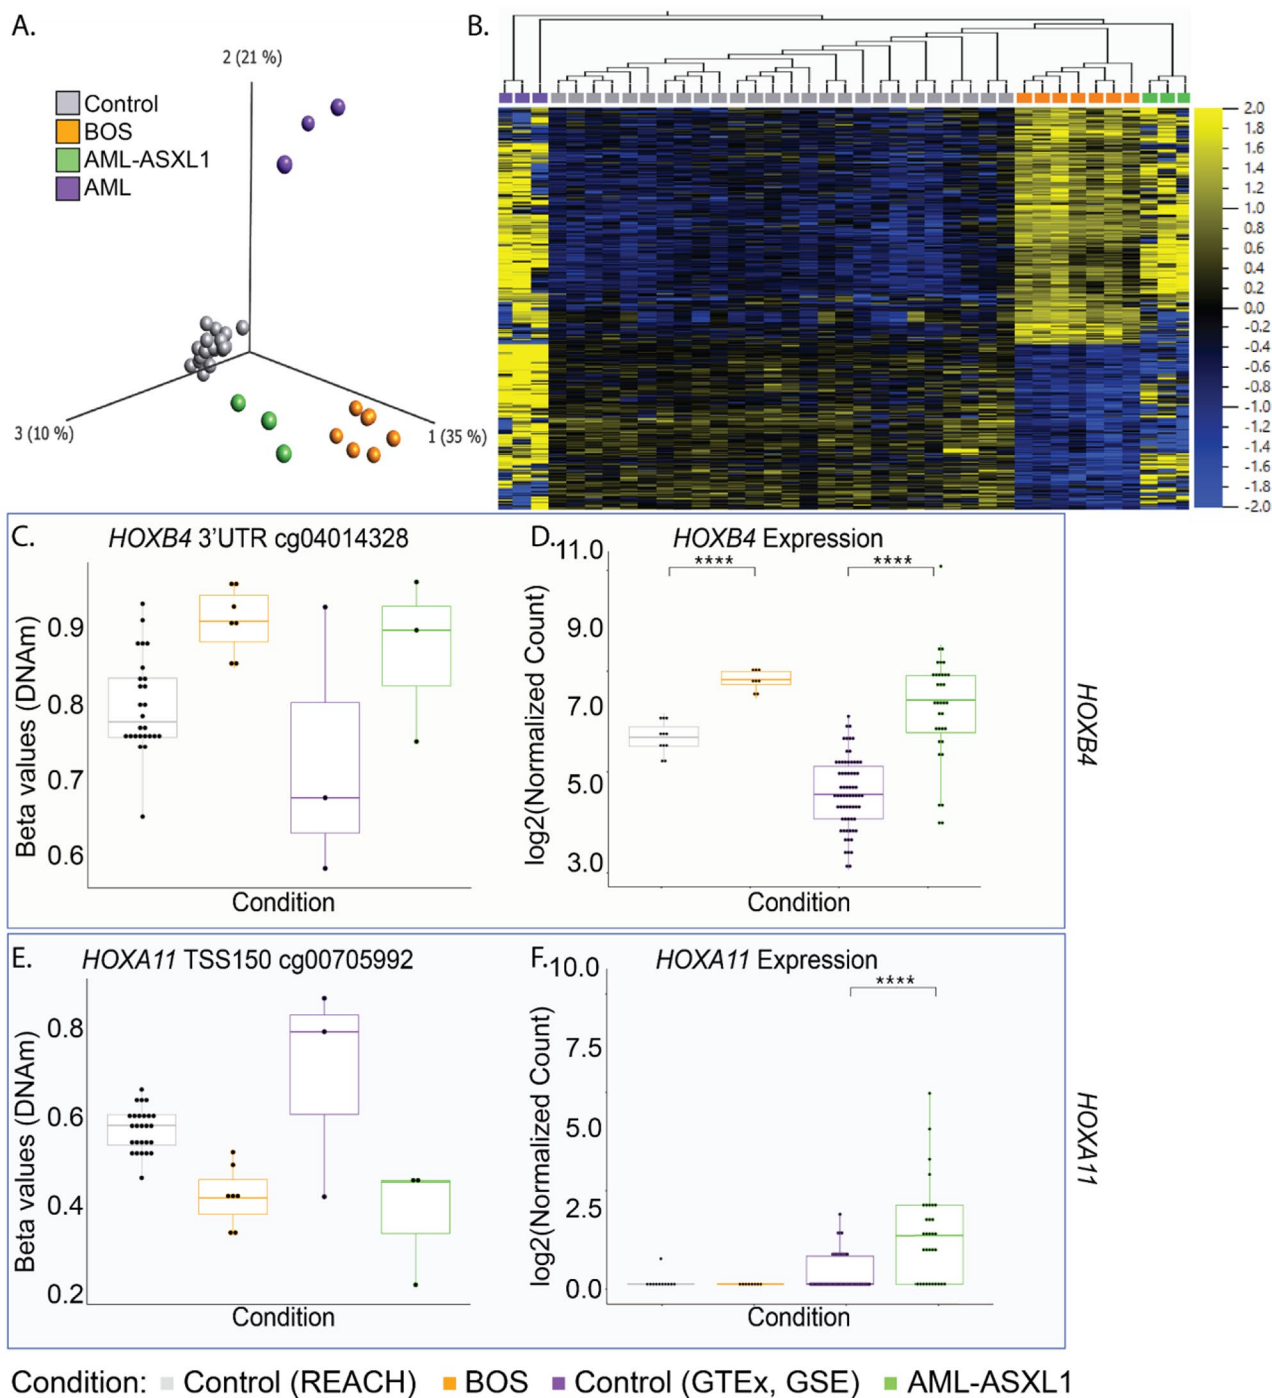 A.
2 (21 %)
Control
BOS
AML-ASXL1
AML
3 (10 %)
1 (35 %)
B.
2.0
1.8
1.6
1.4
1.2
1.0
0.8
0.6
0.4
0.2
0.0
-0.2
-0.4
-0.6
-0.8
-1.0
-1.2
-1.4
-1.6
-1.8
-2.0
C.
HOXB4 3'UTR cg04014328
Beta values (DNAm)
0.9
0.8
0.7
0.6
Condition
D.
HOXB4 Expression
log2(Normalized Count)
11.0
9.0
7.0
5.0
3.0
****
****
Condition
HOXB4
E.
HOXA11 TSS150 cg00705992
Beta values (DNAm)
0.8
0.6
0.4
0.2
Condition
F.
HOXA11 Expression
log2(Normalized Count)
10.0
7.5
5.0
2.5
0.0
****
Condition
HOXA11
Condition: Control (REACH) BOS Control (GTEx, GSE) AML-ASXL1